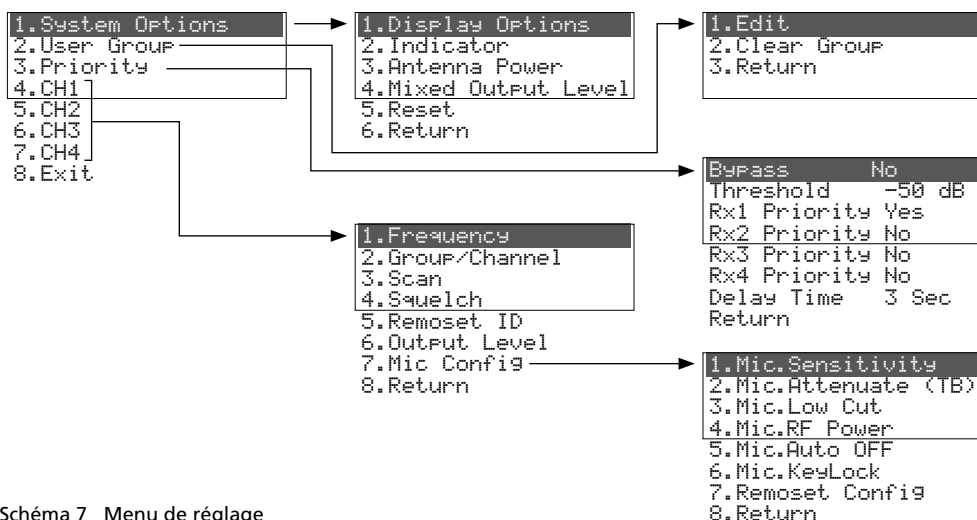 1.System Options
2.User Group
3.Priority
4.CH1
5.CH2
6.CH3
7.CH4
8.Exit
1.Display Options
2.Indicator
3.Antenna Power
4.Mixed Output Level
5.Reset
6.Return
1.Edit
2.Clear Group
3.Return
Bypass No
Threshold -50 dB
Rx1 Priority Yes
Rx2 Priority No
Rx3 Priority No
Rx4 Priority No
Delay Time 3 Sec
Return
1.Frequency
2.Group/Channel
3.Scan
4.Squelch
5.Remoset ID
6.Output Level
7.Mic Config
8.Return
1.Mic.Sensitivity
2.Mic.Attenuate (TB)
3.Mic.Low Cut
4.Mic.RF Power
5.Mic.Auto OFF
6.Mic.KeyLock
7.Remoset Config
8.Return
Schéma 7 Menu de réglage